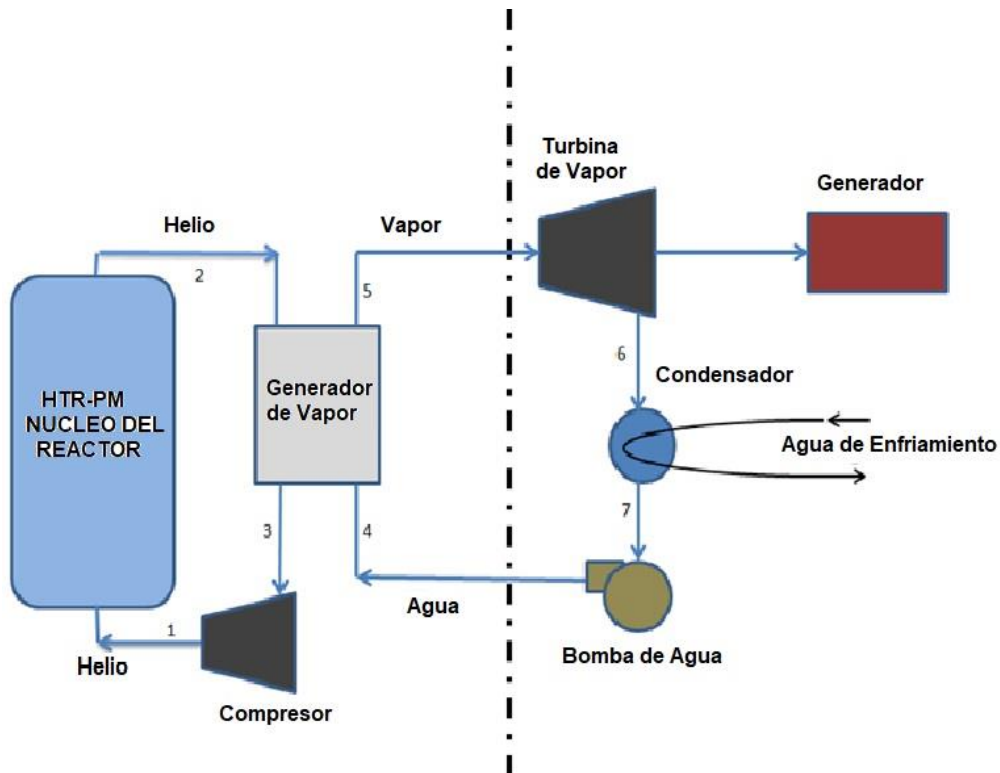 Turbina
de Vapor
Generador
Helio
Vapor
2
5
HTR-PM
NUCLEO DEL
REACTOR
Generador
de Vapor
6
Condensador
Agua de Enfriamiento
3
4
7
Agua
1
Helio
Bomba de Agua
Compresor